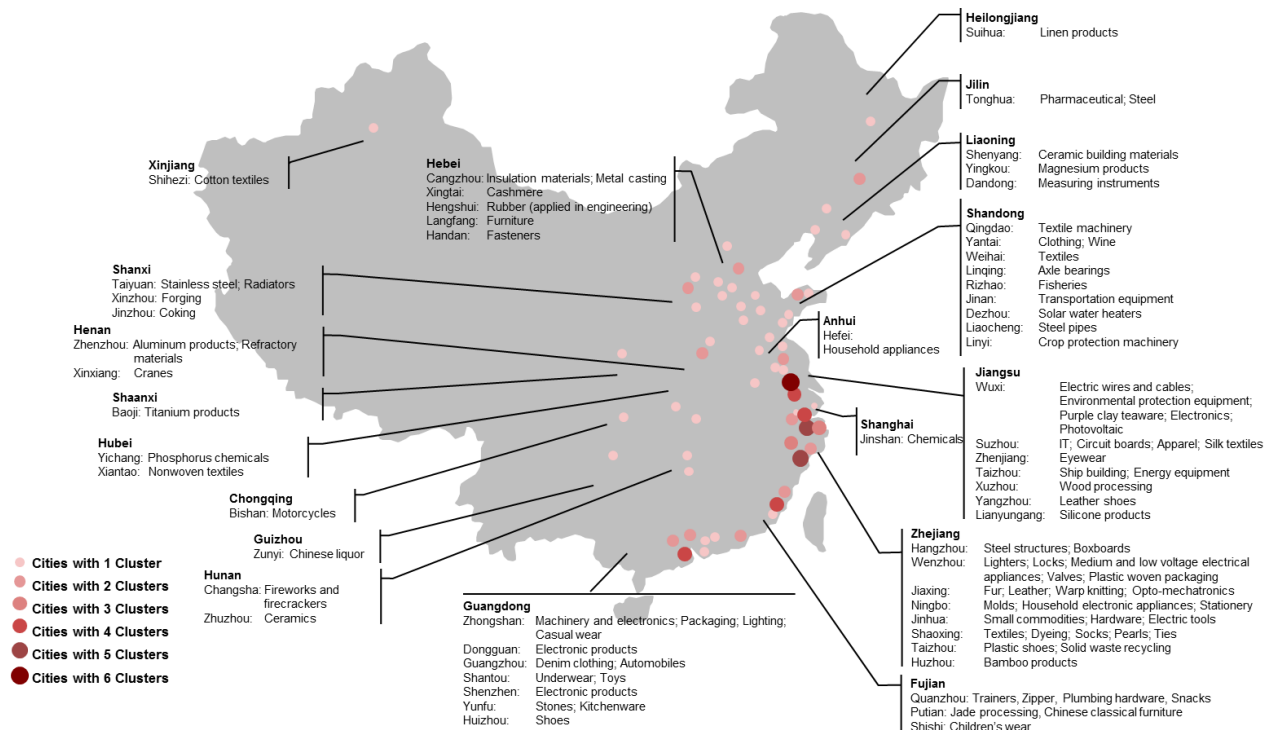 Heilongjiang
Suihua: Linen products
Jilin
Tonghua: Pharmaceutical; Steel
Liaoning
Shenyang: Ceramic building materials
Yingkou: Magnesium products
Dandong: Measuring instruments
Xinjiang
Shihezi: Cotton textiles
Hebei
Cangzhou: Insulation materials; Metal casting
Xingtai: Cashmere
Hengshui: Rubber (applied in engineering)
Langfang: Furniture
Handan: Fasteners
Shandong
Qingdao: Textile machinery
Yantai: Clothing; Wine
Weihai: Textiles
Linqing: Axle bearings
Rizhao: Fisheries
Jinan: Transportation equipment
Dezhou: Solar water heaters
Liaocheng: Steel pipes
Linyi: Crop protection machinery
Shanxi
Taiyuan: Stainless steel; Radiators
Xinzhou: Forging
Jinzhou: Coking
Henan
Zhenzhou: Aluminum products; Refractory
materials
Xinxiang: Cranes
Anhui
Hefei:
Household appliances
Shaanxi
Baoji: Titanium products
Jiangsu
Wuxi: Electric wires and cables;
Environmental protection equipment;
Purple clay teaware; Electronics;
Photovoltaic
Suzhou: IT; Circuit boards; Apparel; Silk textiles
Zhenjiang: Eyewear
Taizhou: Ship building; Energy equipment
Xuzhou: Wood processing
Yangzhou: Leather shoes
Lianyungang: Silicone products
Shanghai
Jinshan: Chemicals
Hubei
Yichang: Phosphorus chemicals
Xiantao: Nonwoven textiles
Chongqing
Bishan: Motorcycles
Guizhou
Zunyi: Chinese liquor
Hunan
Changsha: Fireworks and
firecrackers
Zhuzhou: Ceramics
Zhejiang
Hangzhou: Steel structures; Boxboards
Wenzhou: Lighters; Locks; Medium and low voltage electrical
appliances; Valves; Plastic woven packaging
Jiaxing: Fur; Leather; Warp knitting; Opto-mechatronics
Ningbo: Molds; Household electronic appliances; Stationery
Jinhua: Small commodities; Hardware; Electric tools
Shaoxing: Textiles; Dyeing; Socks; Pearls; Ties
Taizhou: Plastic shoes; Solid waste recycling
Huzhou: Bamboo products
Cities with 1 Cluster
Cities with 2 Clusters
Cities with 3 Clusters
Cities with 4 Clusters
Cities with 5 Clusters
Cities with 6 Clusters
Guangdong
Zhongshan: Machinery and electronics; Packaging; Lighting;
Casual wear
Dongguan: Electronic products
Guangzhou: Denim clothing; Automobiles
Shantou: Underwear; Toys
Shenzhen: Electronic products
Yunfu: Stones; Kitchenware
Huizhou: Shoes
Fujian
Quanzhou: Trainers, Zipper, Plumbing hardware, Snacks
Putian: Jade processing, Chinese classical furniture
Shishi: Children's wear